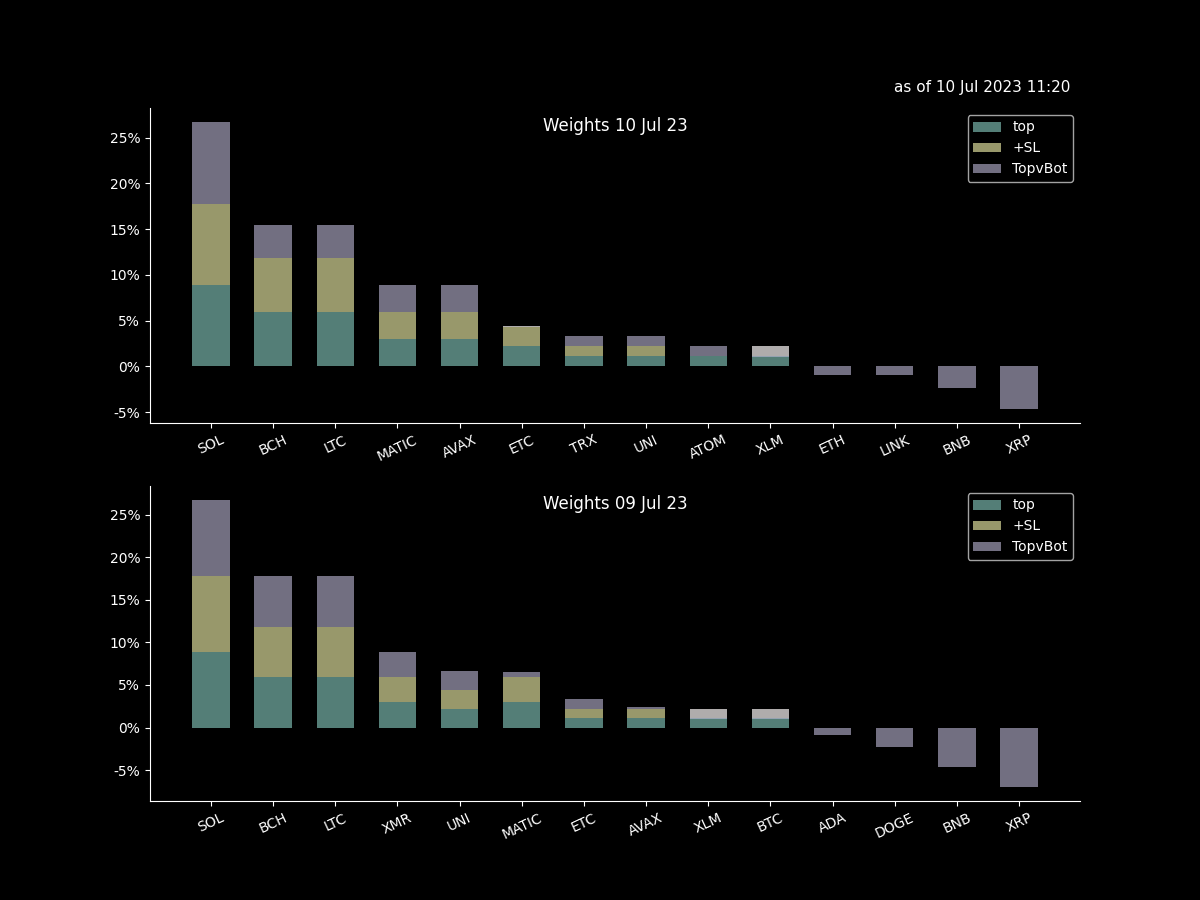 as of 10 Jul 2023 11:20
Weights 10 Jul 23
top
+SL
TopvBot
25%
20%
15%
10%
5%
0%
-5%
SOL BCH LTC MATIC AVAX ETC TRX UNI ATOM XLM ETH LINK BNB XRP
Weights 09 Jul 23
top
+SL
TopvBot
25%
20%
15%
10%
5%
0%
-5%
SOL BCH LTC XMR UNI MATIC ETC AVAX XLM BTC ADA DOGE BNB XRP